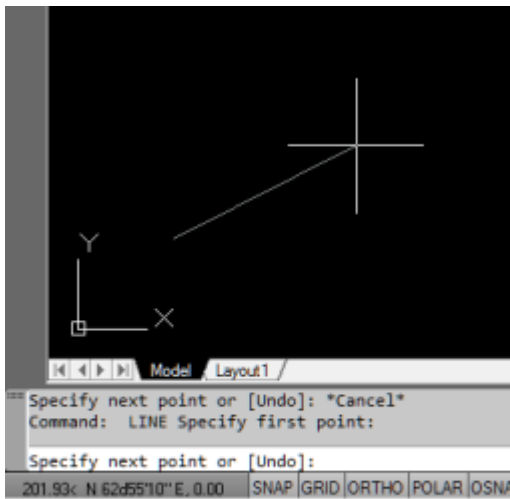 Y
X
Model Layout1
Specify next point or [Undo]: *Cancel*
Command:  LINE Specify first point:
Specify next point or [Undo]:
201.93< N 62d55'10" E, 0.00 SNAP GRID ORTHO POLAR OSNA